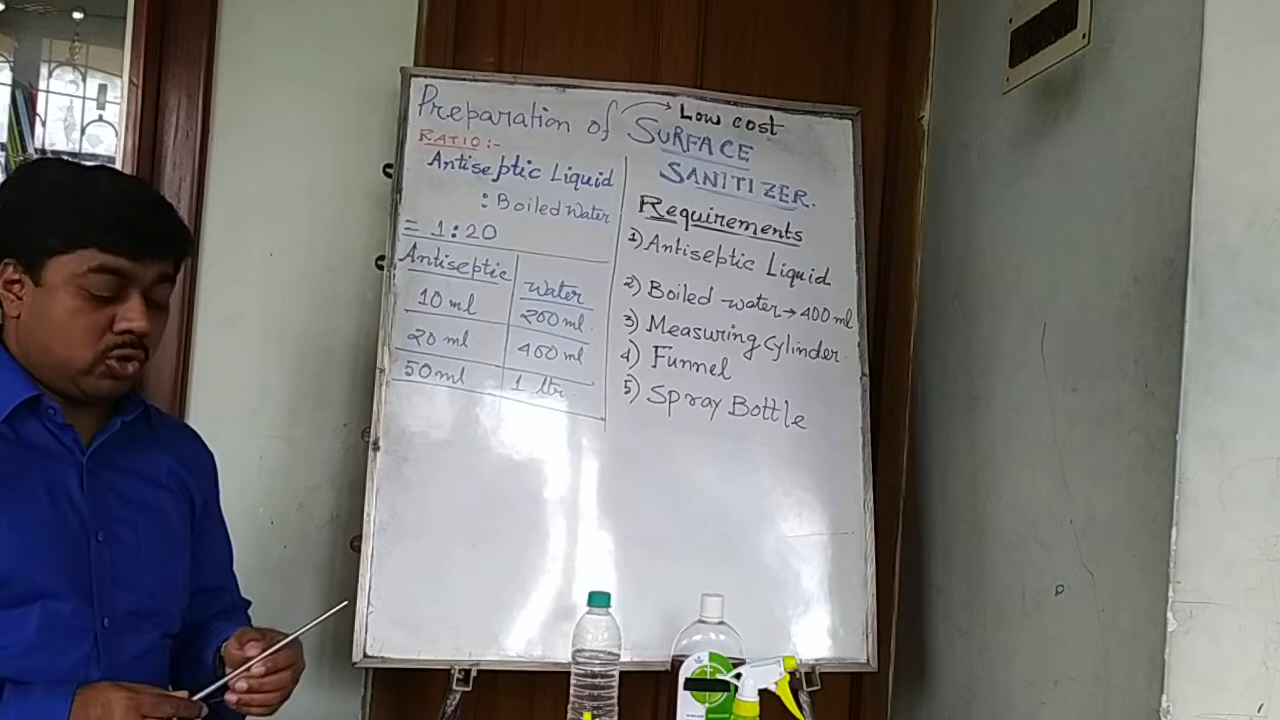 Preparation of Low cost
SURFACE
SANITIZER.
RATIO:-
Antiseptic Liquid
: Boiled Water
= 1:20
Antiseptic Water
10 ml 200 ml.
20 ml 400 ml
50 ml 1 ltr.
Requirements
1) Antiseptic Liquid
2) Boiled water → 400 ml
3) Measuring Cylinder.
4) Funnel
5) Spray Bottle